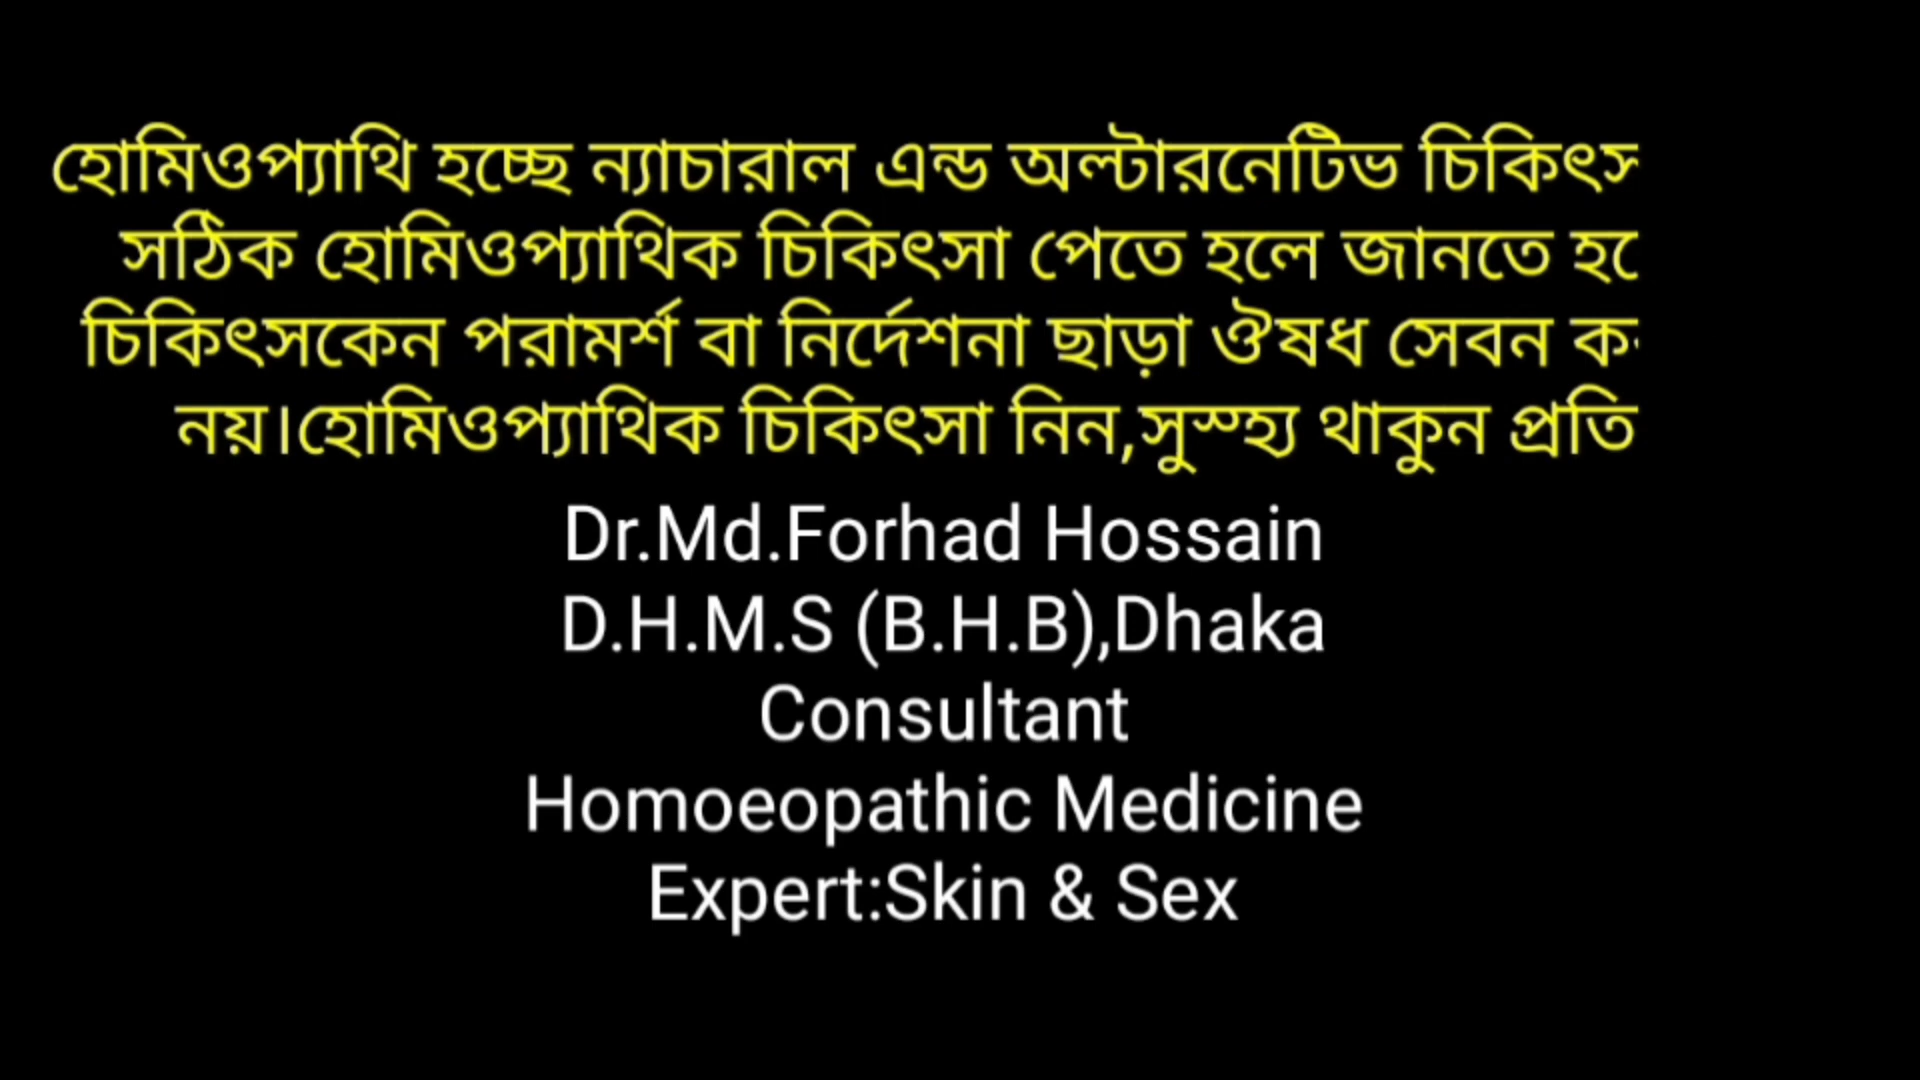 হোমিওপ্যাথি হচ্ছে ন্যাচারাল এন্ড অল্টারনেটিভ
সঠিক হোমিওপ্যাথিক চিকিৎসা পেতে হলে জানতে
চিকিৎসকেন পরামর্শ বা নির্দেশনা ছাড়া ঔষধ সেবন
নয়।হোমিওপ্যাথিক চিকিৎসা নিন,সুস্হ্য থাকুন প্রতি
Dr.Md.Forhad Hossain
D.H.M.S (B.H.B),Dhaka
Consultant
Homoeopathic Medicine
Expert:Skin & Sex